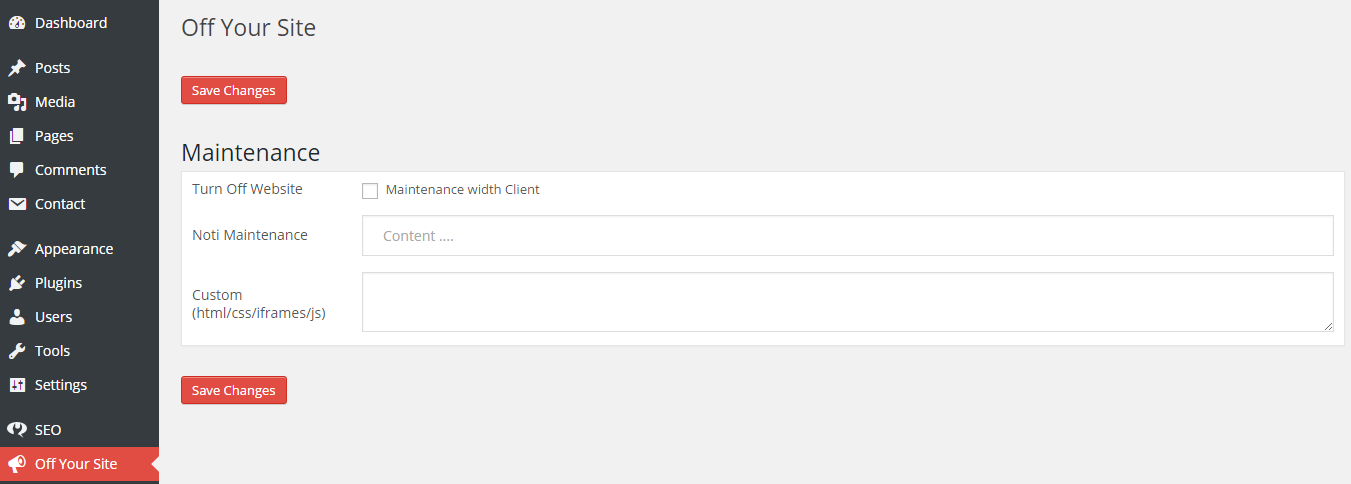 Dashboard
Posts
Media
Pages
Comments
Contact
Appearance
Plugins
Users
Tools
Settings
SEO
Off Your Site
Off Your Site
Save Changes
Maintenance
Turn Off Website
Maintenance width Client
Noti Maintenance
Content ....
Custom
(html/css/iframes/js)
Save Changes